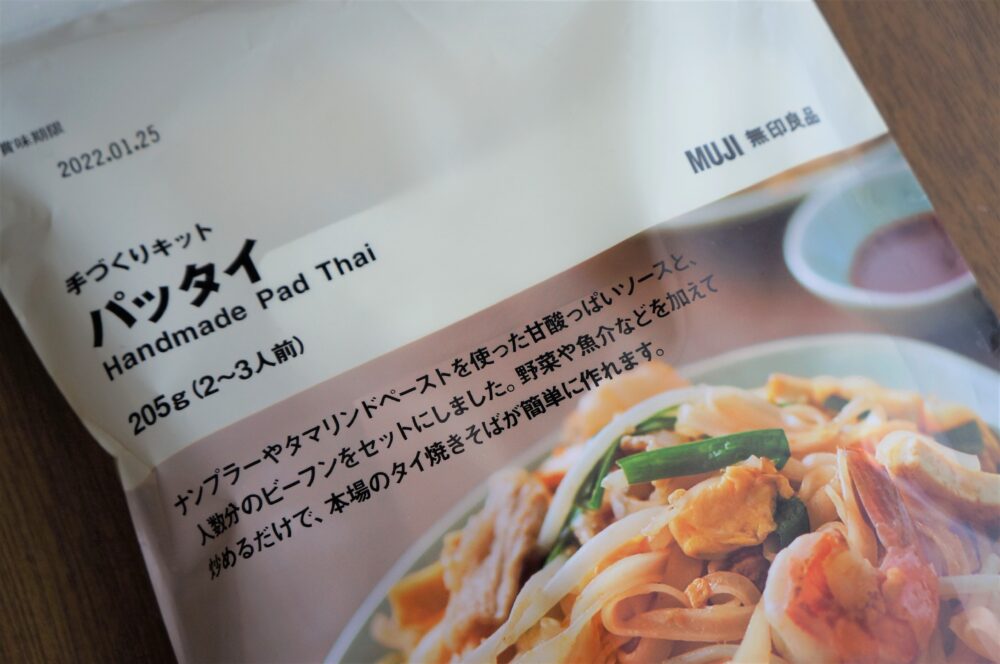 賞味期限
2022.01.25
MUJI 無印良品
手づくりキット
パッタイ
Handmade Pad Thai
205g(2〜3人前)
ナンプラーやタマリンドペーストを使った甘酸っぱいソースと、
人数分のビーフンをセットにしました。野菜や魚介などを加えて
炒めるだけで、本場のタイ焼きそばが簡単に作れます。